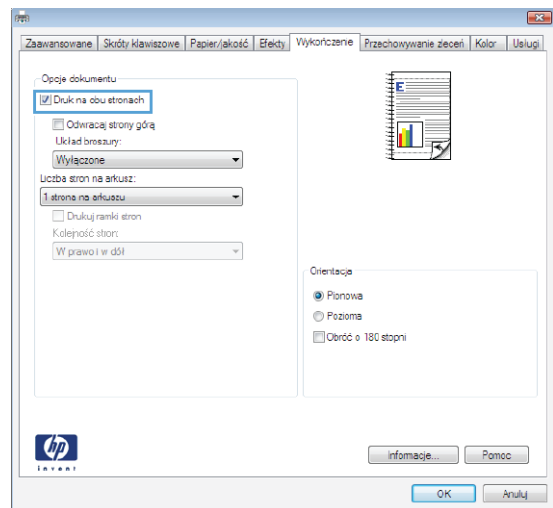 Zaawansowane Skróty klawiszowe Papier/jakość Efekty Wykończenie Przechowywanie zleceń Kolor Usługi
Opcje dokumentu
Druk na obu stronach
Odwracaj strony górą
Układ broszury:
Wyłączone
Liczba stron na arkusz:
1 strona na arkuszu
Drukuj ramki stron
Kolejność stron:
W prawo i w dół
E
Orientacja
Pionowa
Pozioma
Obróć o 180 stopni
hp
invent
Informacje... Pomoc
OK Anuluj